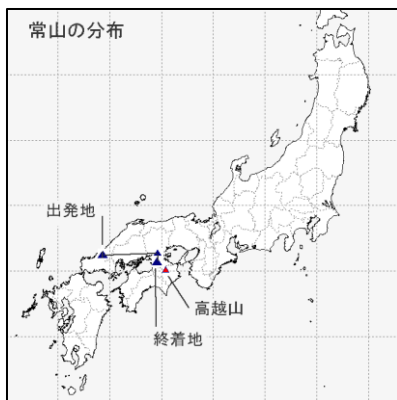 常山の分布
出発地
高越山
終着地